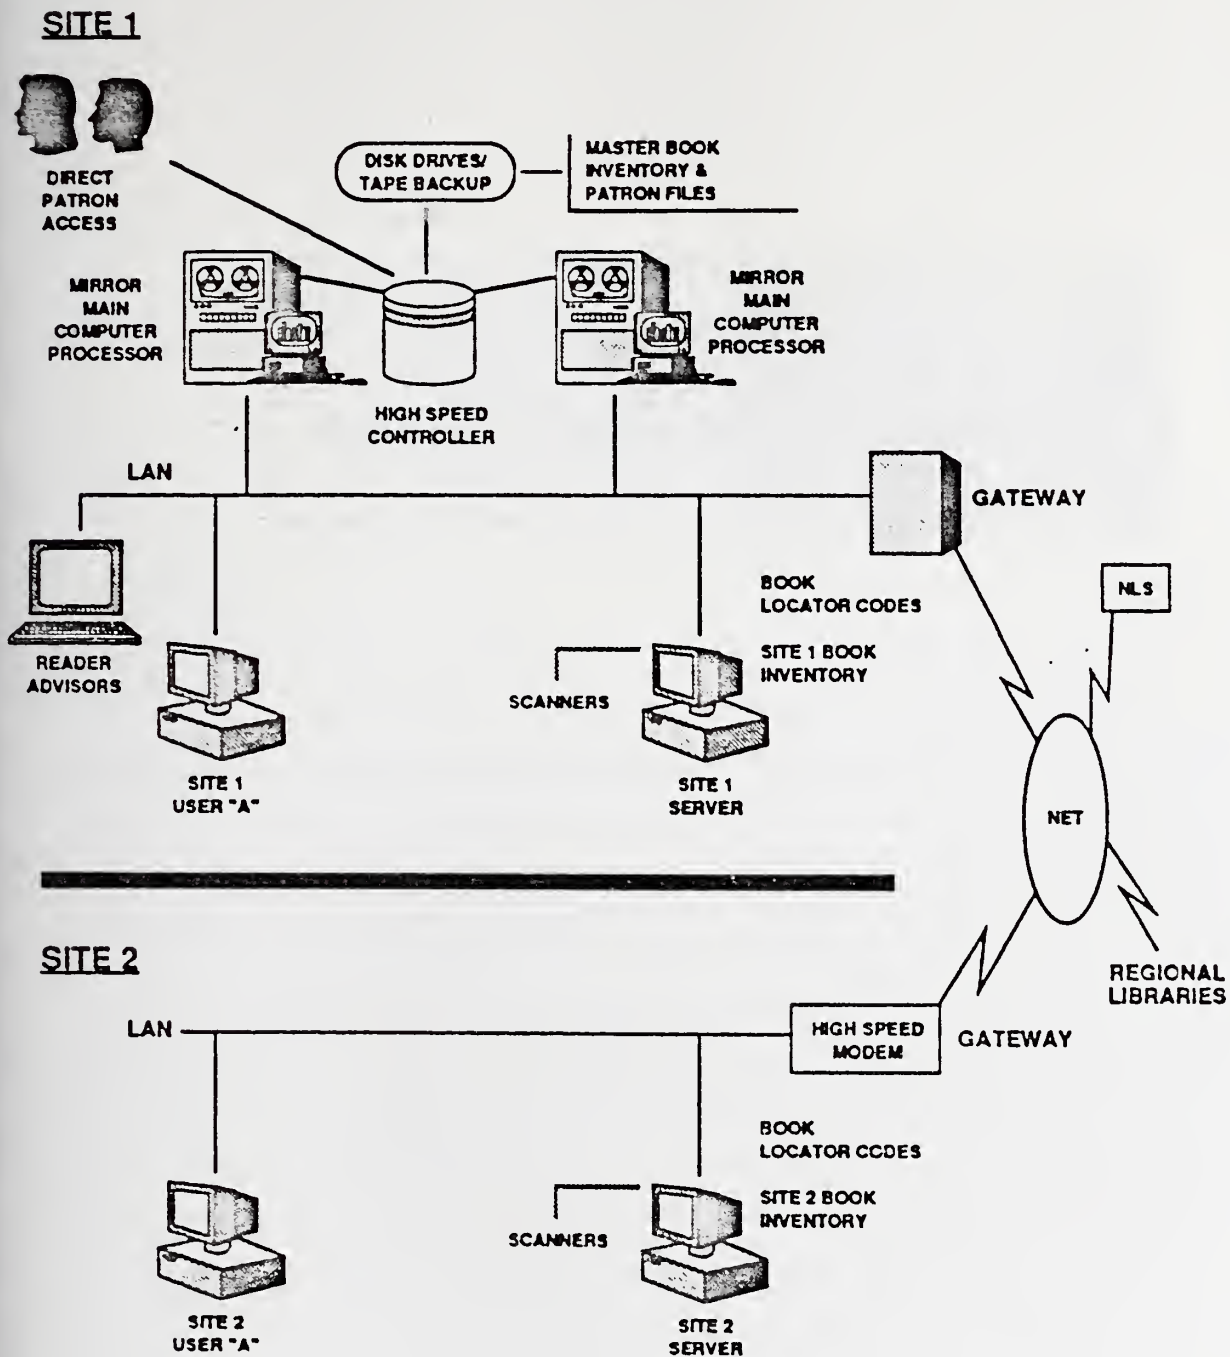 SITE 1
DIRECT
PATRON
ACCESS
DISK DRIVES/
TAPE BACKUP
MASTER BOOK
INVENTORY &
PATRON FILES
MIRROR
MAIN
COMPUTER
PROCESSOR
MIRROR
MAIN
COMPUTER
PROCESSOR
HIGH SPEED
CONTROLLER
LAN
GATEWAY
BOOK
LOCATOR CODES
NLS
READER
ADVISORS
SITE 1 BOOK
INVENTORY
SCANNERS
SITE 1
USER "A"
SITE 1
SERVER
NET
SITE 2
REGIONAL
LIBRARIES
LAN
HIGH SPEED
MODEM
GATEWAY
BOOK
LOCATOR CODES
SITE 2 BOOK
INVENTORY
SCANNERS
SITE 2
USER "A"
SITE 2
SERVER